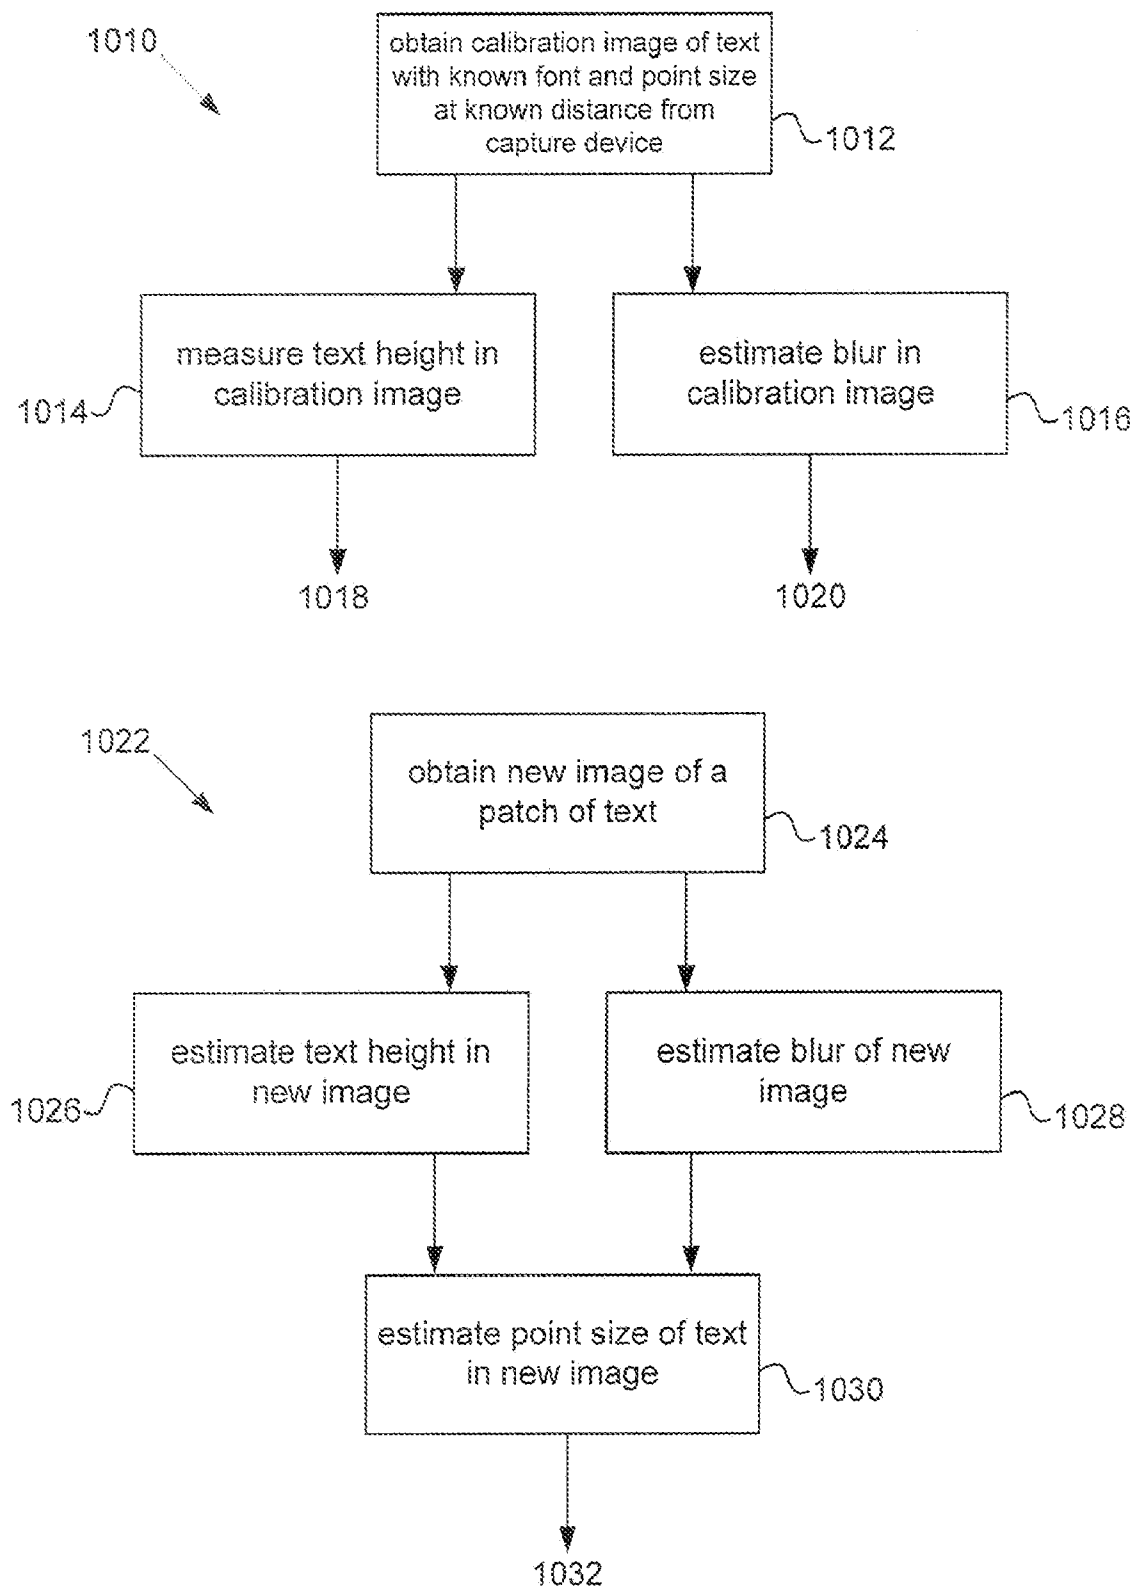 1010
obtain calibration image of text
with known font and point size
at known distance from
capture device
1012
measure text height in
calibration image
1014
estimate blur in
calibration image
1016
1018
1020
1022
obtain new image of a
patch of text
1024
estimate text height in
new image
1026
estimate blur of new
image
1028
estimate point size of text
in new image
1030
1032